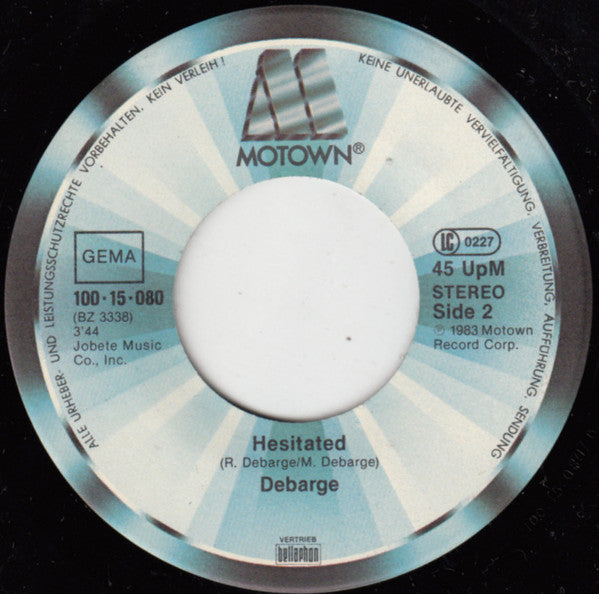 ALLE URHEBER- UND LEISTUNGSSCHUTZRECHTE VORBEHALTEN. KEIN VERLEIH! KEINE UNERLAUBTE VERVIELFÄLTIGUNG, VERBREITUNG, AUFFÜHRUNG, SENDUNG
MOTOWN®
GEMA
100·15·080
(BZ 3338)
3'44
Jobete Music
Co., Inc.
LC 0227
45 UpM
STEREO
Side 2
℗ 1983 Motown
Record Corp.
Hesitated
(R. Debarge/M. Debarge)
Debarge
VERTRIEB
bellaphon